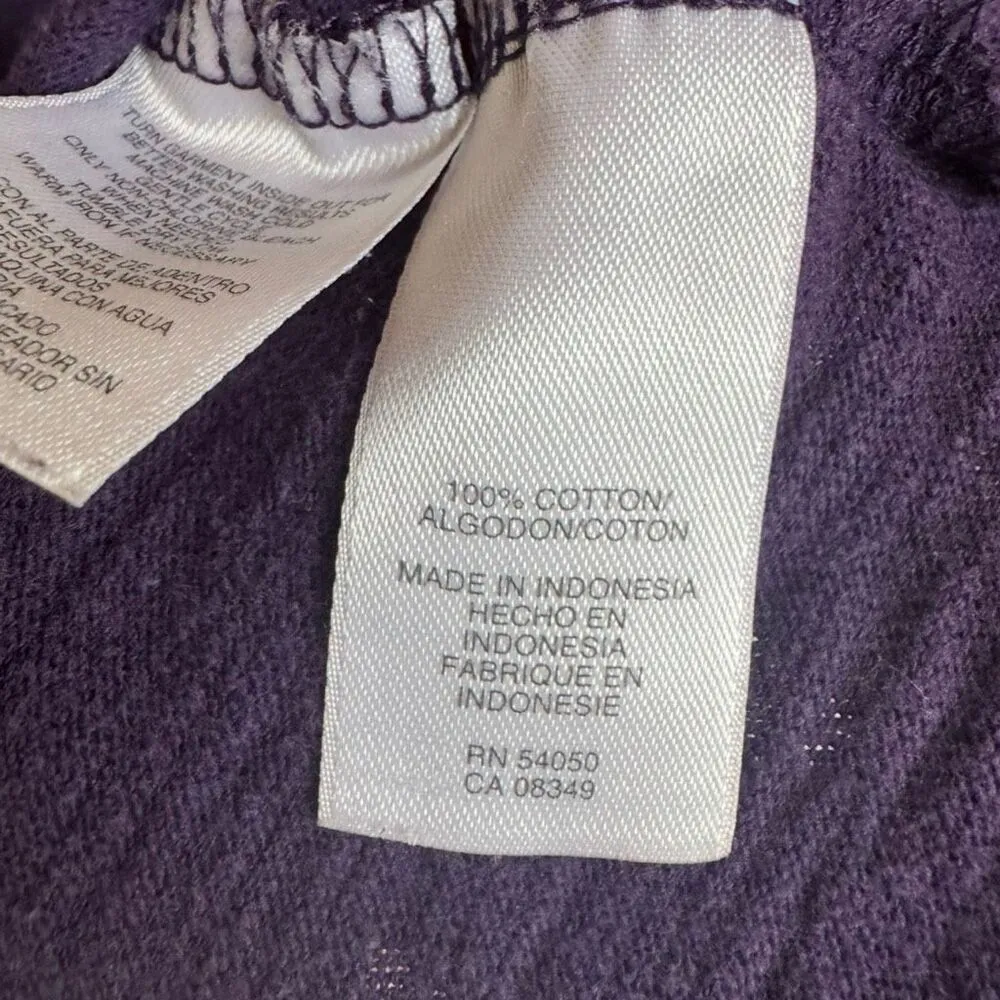 TURN GARMENT INSIDE OUT FOR
BETTER WASHING RESULTS
MACHINE WASH COLD
GENTLE CYCLE
ONLY NON-CHLORINE BLEACH
WHEN NEEDED
TUMBLE DRY
WARM IRON IF NECESSARY
CON AL PARTE DE ADENTRO
FUERA PARA MEJORES
RESULTADOS
CON AGUA
SIN
100% COTTON/
ALGODON/COTON
MADE IN INDONESIA
HECHO EN
INDONESIA
FABRIQUE EN
INDONESIE
RN 54050
CA 08349